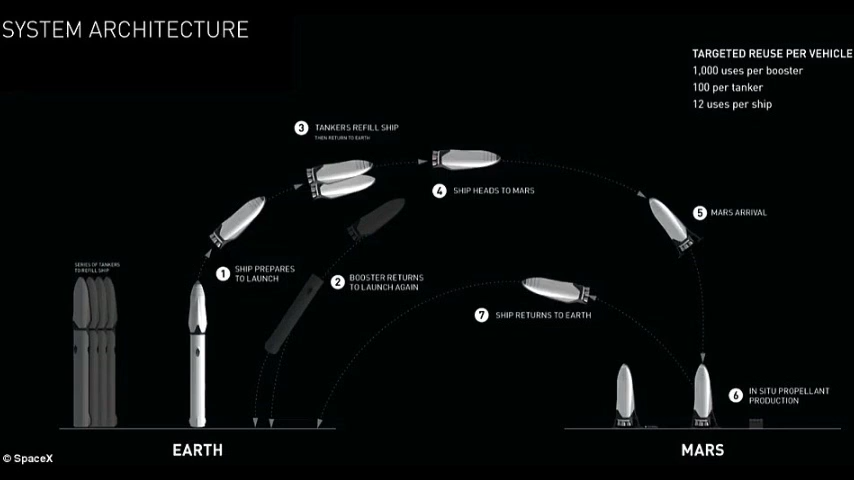 SYSTEM ARCHITECTURE
TARGETED REUSE PER VEHICLE
1,000 uses per booster
100 per tanker
12 uses per ship
3 TANKERS REFILL SHIP
THEN RETURN TO EARTH
4 SHIP HEADS TO MARS
5 MARS ARRIVAL
SERIES OF TANKERS
TO REFILL SHIP
1 SHIP PREPARES
TO LAUNCH
2 BOOSTER RETURNS
TO LAUNCH AGAIN
7 SHIP RETURNS TO EARTH
6 IN SITU PROPELLANT
PRODUCTION
EARTH
MARS
© SpaceX